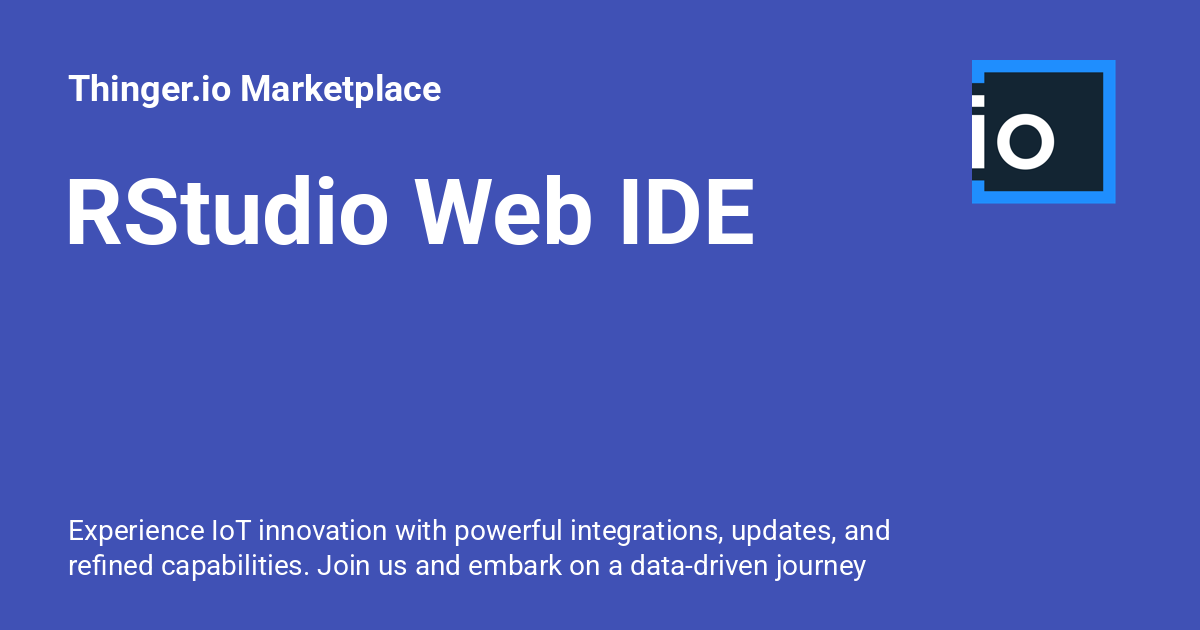 Thinger.io Marketplace
io
RStudio Web IDE
Experience IoT innovation with powerful integrations, updates, and
refined capabilities. Join us and embark on a data-driven journey